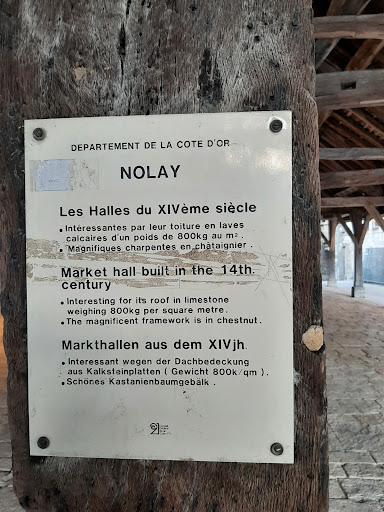 DEPARTEMENT DE LA COTE D'OR
NOLAY
Les Halles du XIVème siècle
• Intéressantes par leur toiture en laves
calcaires d'un poids de 800kg au m².
• Magnifiques charpentes en châtaignier.
Market hall built in the 14th.
century
• Interesting for its roof in limestone
weighing 800kg per square metre.
• The magnificent framework is in chestnut.
Markthallen aus dem XIVjh.
• Interessant wegen der Dachbedeckung
aus Kalksteinplatten ( Gewicht 800k/qm ).
• Schönes Kastanienbaumgebälk.
21